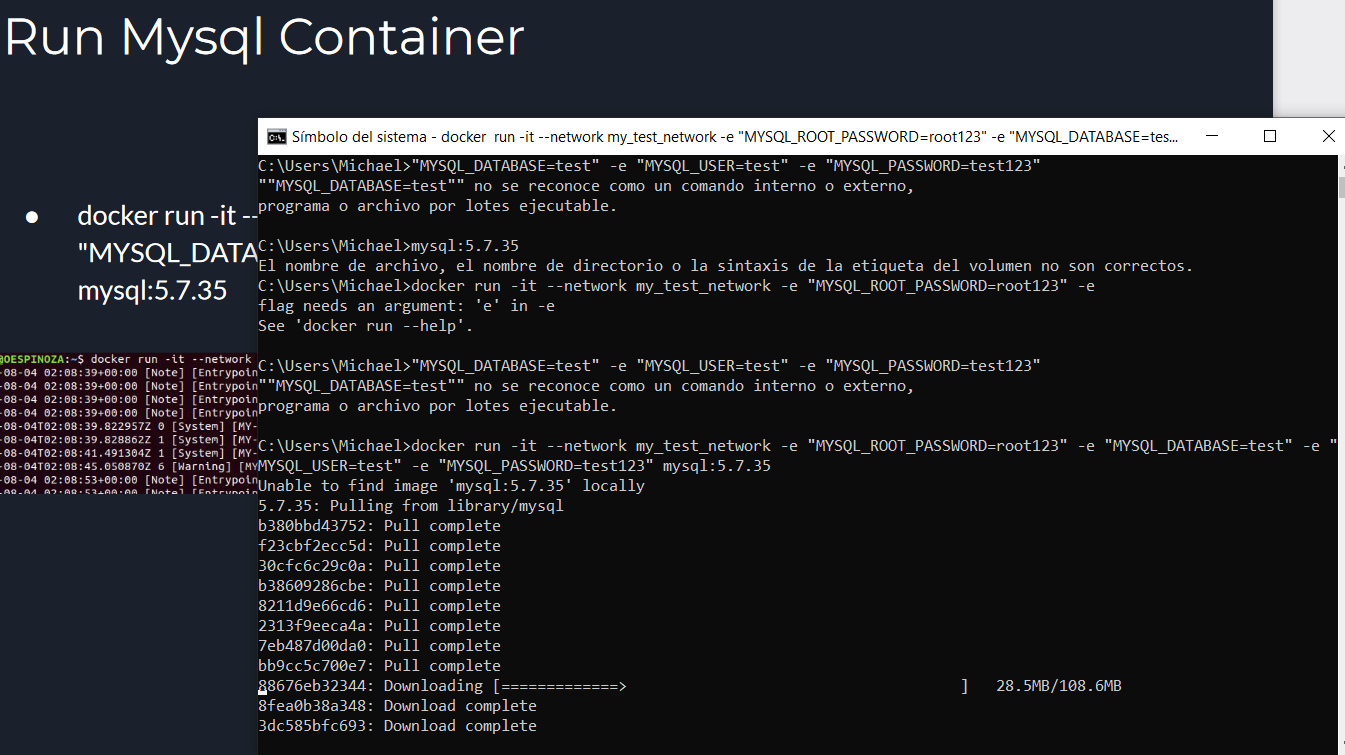 Run Mysql Container
docker run -it --
"MYSQL_DATA
mysql:5.7.35
@OESPINOZA:~$ docker run -it --network
-08-04 02:08:39+00:00 [Note] [Entrypoin
-08-04 02:08:39+00:00 [Note] [Entrypoin
-08-04 02:08:39+00:00 [Note] [Entrypoin
-08-04 02:08:39+00:00 [Note] [Entrypoin
-08-04T02:08:39.822957Z 0 [System] [MY-
-08-04T02:08:39.828862Z 1 [System] [MY-
-08-04T02:08:41.491304Z 1 [System] [MY-
-08-04T02:08:45.050870Z 6 [Warning] [MY
-08-04 02:08:53+00:00 [Note] [Entrypoin
-08-04 02:08:53+00:00 [Note] [Entrypoin
Símbolo del sistema - docker run -it --network my_test_network -e "MYSQL_ROOT_PASSWORD=root123" -e "MYSQL_DATABASE=tes...
C:\Users\Michael>"MYSQL_DATABASE=test" -e "MYSQL_USER=test" -e "MYSQL_PASSWORD=test123"
""MYSQL_DATABASE=test"" no se reconoce como un comando interno o externo,
programa o archivo por lotes ejecutable.
C:\Users\Michael>mysql:5.7.35
El nombre de archivo, el nombre de directorio o la sintaxis de la etiqueta del volumen no son correctos.
C:\Users\Michael>docker run -it --network my_test_network -e "MYSQL_ROOT_PASSWORD=root123" -e
flag needs an argument: 'e' in -e
See 'docker run --help'.
C:\Users\Michael>"MYSQL_DATABASE=test" -e "MYSQL_USER=test" -e "MYSQL_PASSWORD=test123"
""MYSQL_DATABASE=test"" no se reconoce como un comando interno o externo,
programa o archivo por lotes ejecutable.
C:\Users\Michael>docker run -it --network my_test_network -e "MYSQL_ROOT_PASSWORD=root123" -e "MYSQL_DATABASE=test" -e "
MYSQL_USER=test" -e "MYSQL_PASSWORD=test123" mysql:5.7.35
Unable to find image 'mysql:5.7.35' locally
5.7.35: Pulling from library/mysql
b380bbd43752: Pull complete
f23cbf2ecc5d: Pull complete
30cfc6c29c0a: Pull complete
b38609286cbe: Pull complete
8211d9e66cd6: Pull complete
2313f9eeca4a: Pull complete
7eb487d00da0: Pull complete
bb9cc5c700e7: Pull complete
88676eb32344: Downloading [=============> ] 28.5MB/108.6MB
8fea0b38a348: Download complete
3dc585bfc693: Download complete